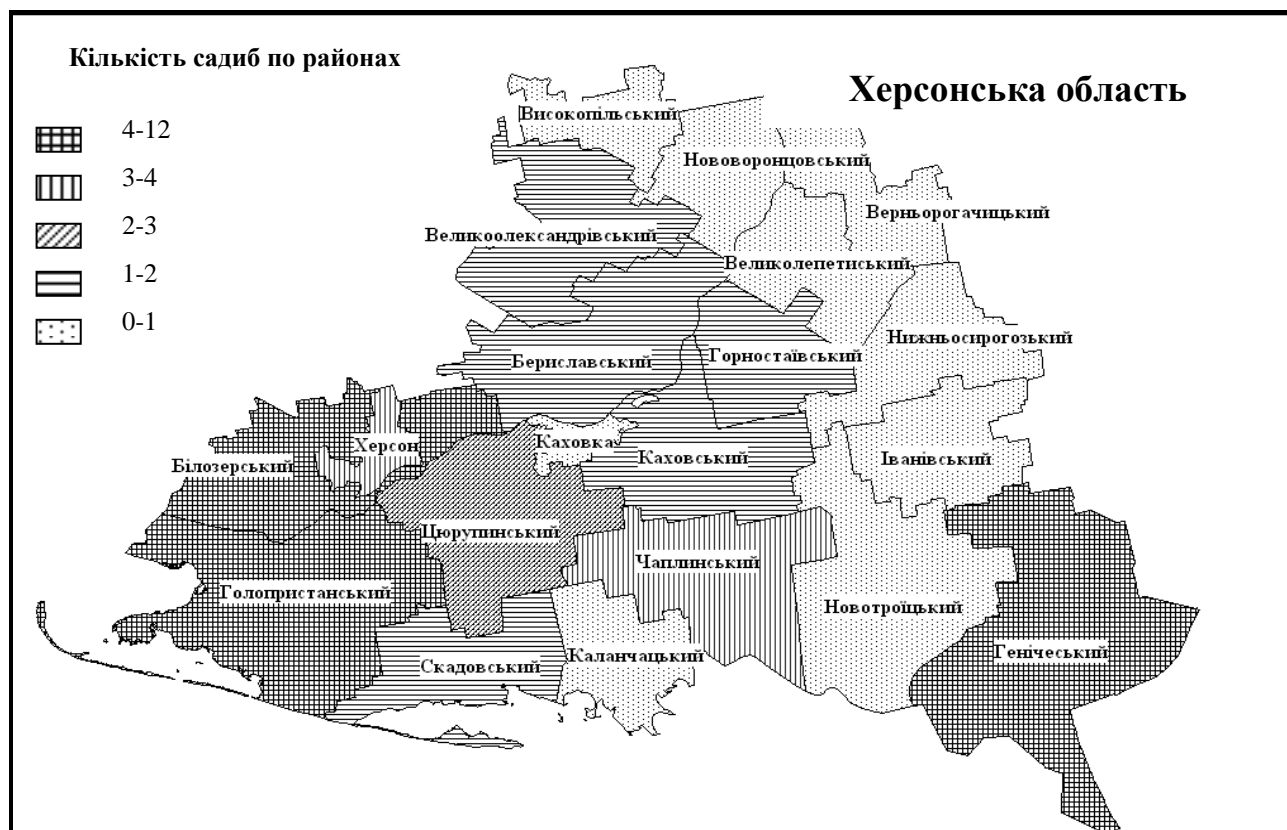 Кількість садиб по районах
Херсонська область
4-12
3-4
2-3
1-2
0-1
Високопільський
Нововоронцовський
Верньорогачицький
Великоолександрівський
Великолепетиський
Нижньосирогозький
Бериславський
Горностаївський
Херсон
Каховка
Білозерський
Каховський
Іванівський
Цюрупинський
Чаплинський
Голопристанський
Новотроїцький
Скадовський
Каланчацький
Генічеський